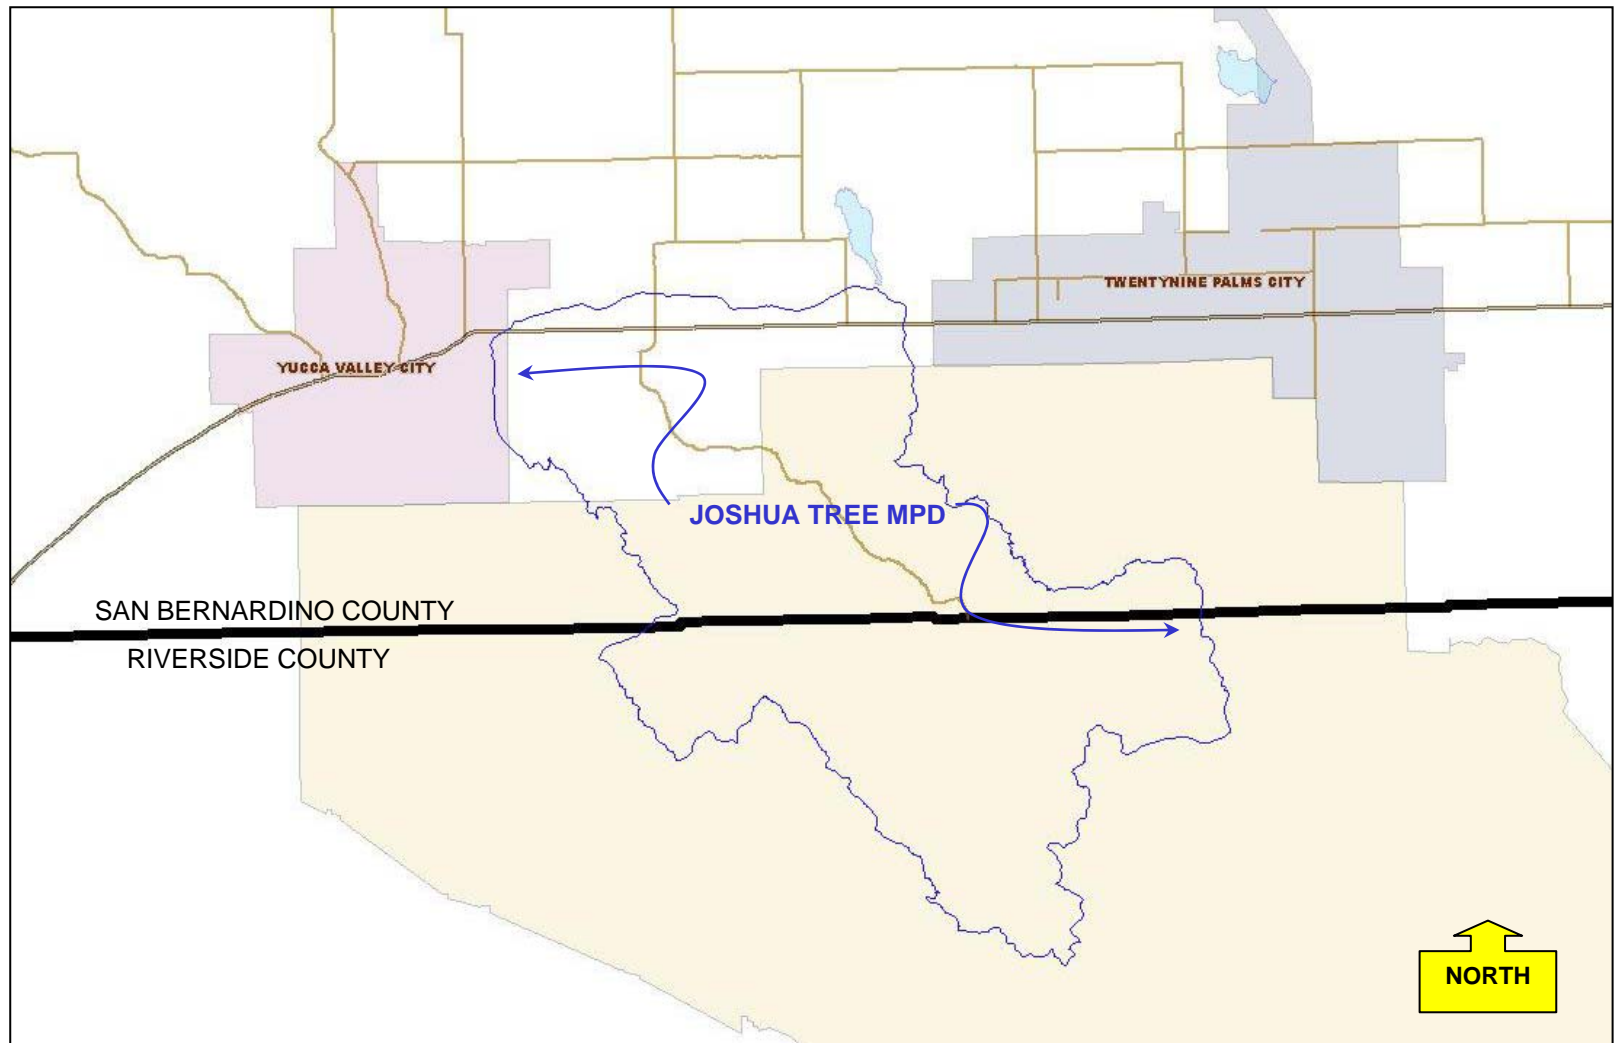 TWENTYNINE PALMS CITY
YUCCA VALLEY CITY
JOSHUA TREE MPD
SAN BERNARDINO COUNTY
RIVERSIDE COUNTY
NORTH